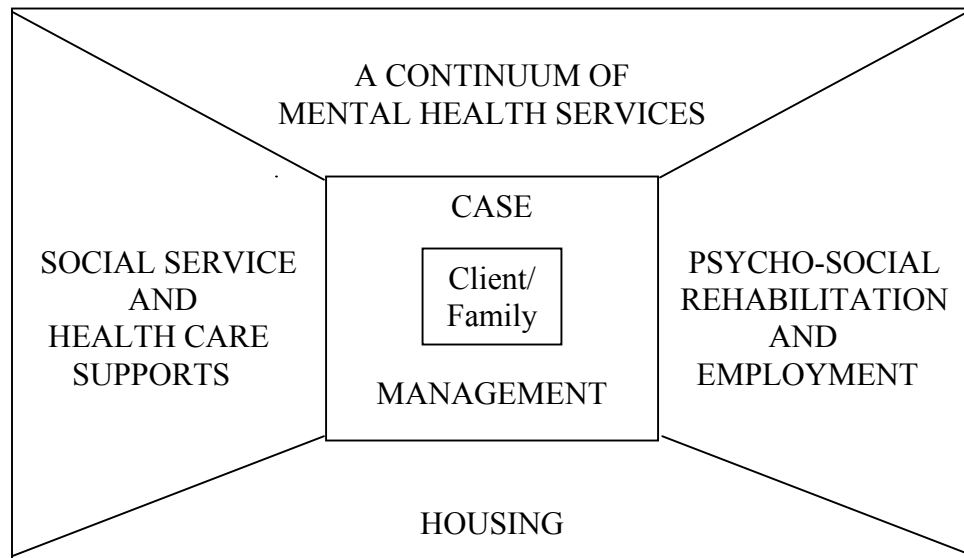 A CONTINUUM OF
MENTAL HEALTH SERVICES
SOCIAL SERVICE
AND
HEALTH CARE
SUPPORTS
CASE
Client/
Family
MANAGEMENT
PSYCHO-SOCIAL
REHABILITATION
AND
EMPLOYMENT
HOUSING